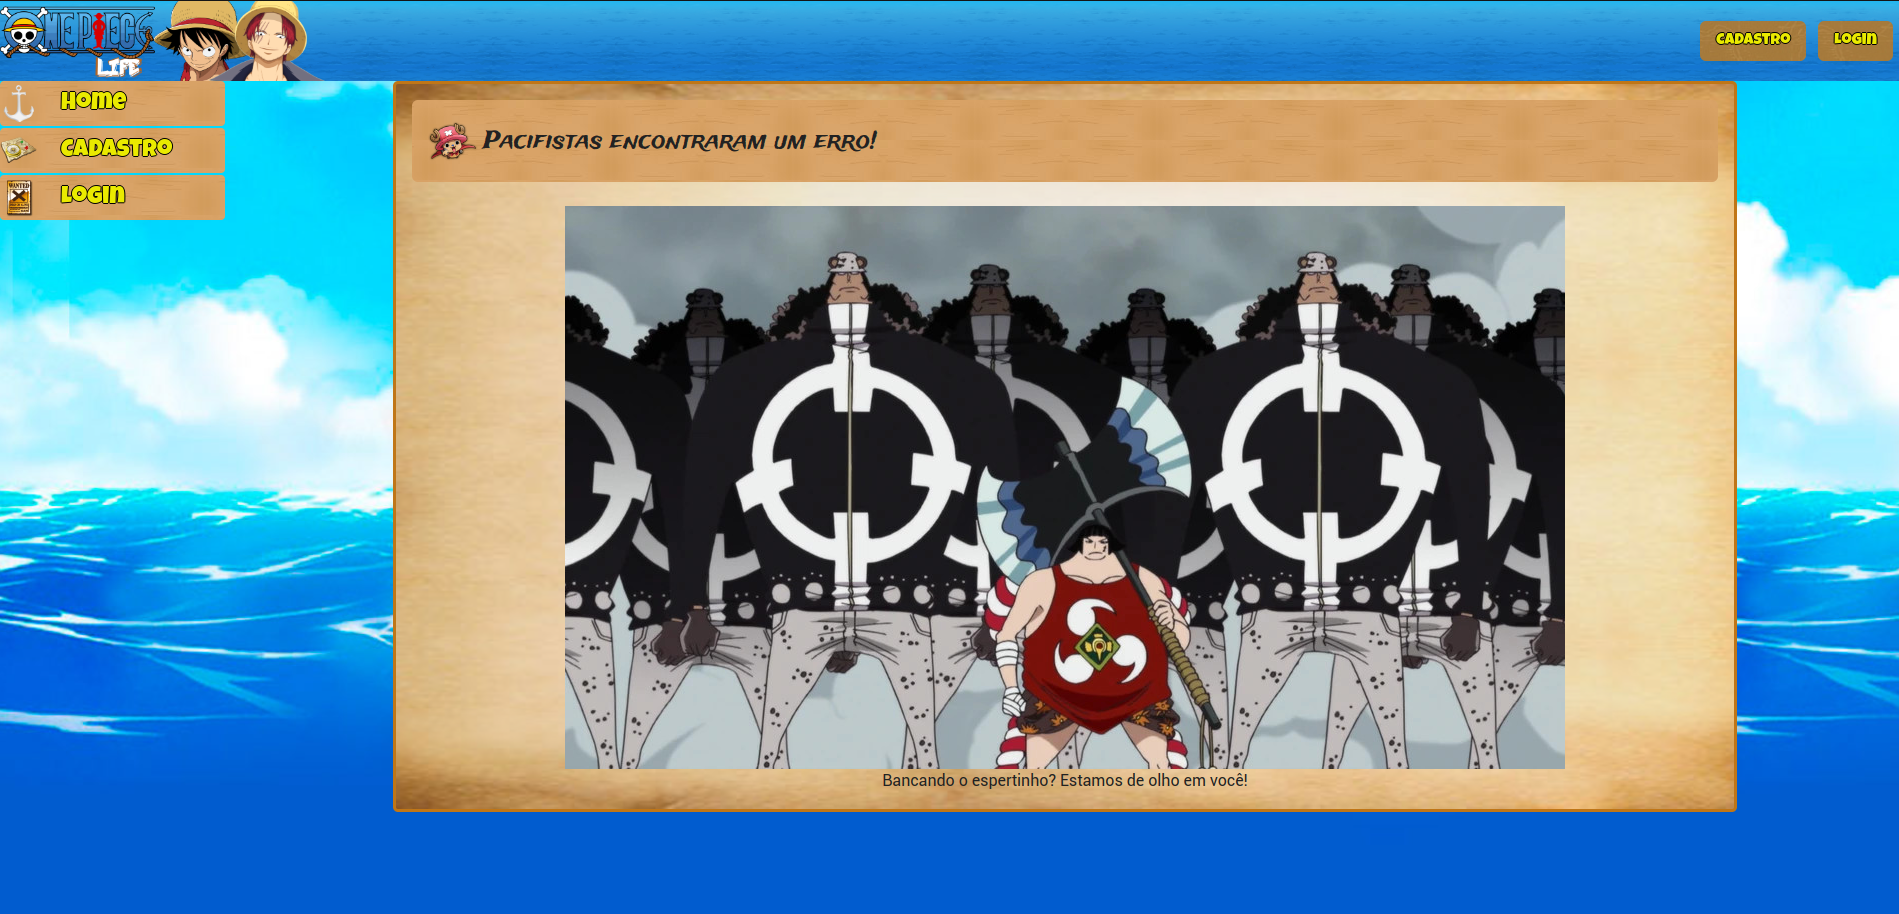 ONE PIECE
LIFE
CADASTRO
LOGIN
Home
CADASTRO
WANTED
LOGIN
Pacifistas encontraram um erro!
Bancando o espertinho? Estamos de olho em você!